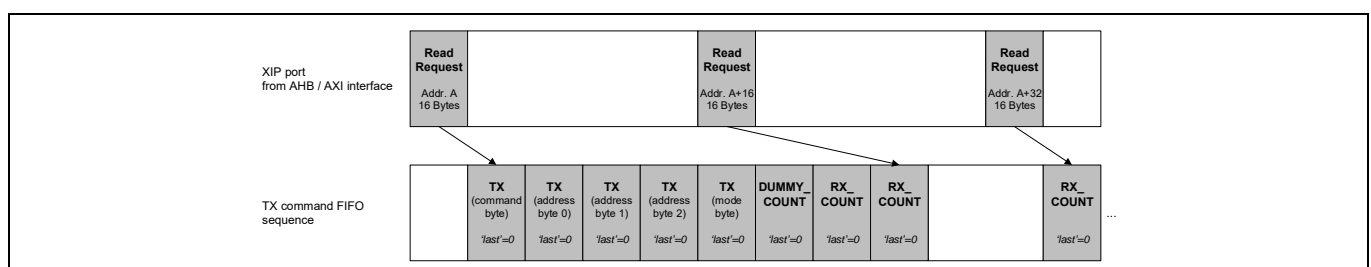 XIP port
from AHB / AXI interface
Read
Request
Addr. A
16 Bytes
Read
Request
Addr. A+16
16 Bytes
Read
Request
Addr. A+32
16 Bytes
TX command FIFO
sequence
TX
(command
byte)
'last'=0
TX
(address
byte 0)
'last'=0
TX
(address
byte 1)
'last'=0
TX
(address
byte 2)
'last'=0
TX
(mode
byte)
'last'=0
DUMMY_
COUNT
'last'=0
RX_
COUNT
'last'=0
RX_
COUNT
'last'=0
RX_
COUNT
'last'=0
...